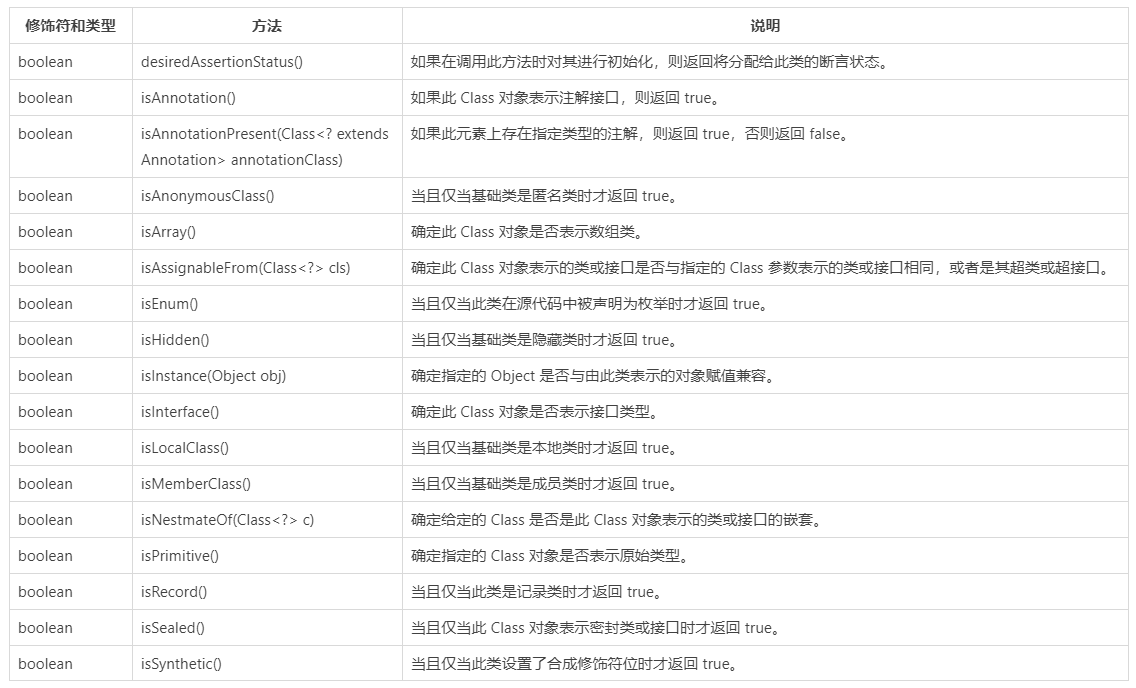 修饰符和类型 方法 说明
boolean desiredAssertionStatus() 如果在调用此方法时对其进行初始化，则返回将分配给此类的断言状态。
boolean isAnnotation() 如果此 Class 对象表示注解接口，则返回 true。
boolean isAnnotationPresent(Class<? extends 如果此元素上存在指定类型的注解，则返回 true，否则返回 false。
Annotation> annotationClass)
boolean isAnonymousClass() 当且仅当基础类是匿名类时才返回 true。
boolean isArray() 确定此 Class 对象是否表示数组类。
boolean isAssignableFrom(Class<?> cls) 确定此 Class 对象表示的类或接口是否与指定的 Class 参数表示的类或接口相同，或者是其超类或超接口。
boolean isEnum() 当且仅当此类在源代码中被声明为枚举时才返回 true。
boolean isHidden() 当且仅当基础类是隐藏类时才返回 true。
boolean isInstance(Object obj) 确定指定的 Object 是否与由此类表示的对象赋值兼容。
boolean isInterface() 确定此 Class 对象是否表示接口类型。
boolean isLocalClass() 当且仅当基础类是本地类时才返回 true。
boolean isMemberClass() 当且仅当基础类是成员类时才返回 true。
boolean isNestmateOf(Class<?> c) 确定给定的 Class 是否是此 Class 对象表示的类或接口的嵌套。
boolean isPrimitive() 确定指定的 Class 对象是否表示原始类型。
boolean isRecord() 当且仅当此类是记录类时才返回 true。
boolean isSealed() 当且仅当此 Class 对象表示密封类或接口时才返回 true。
boolean isSynthetic() 当且仅当此类设置了合成修饰符位时才返回 true。